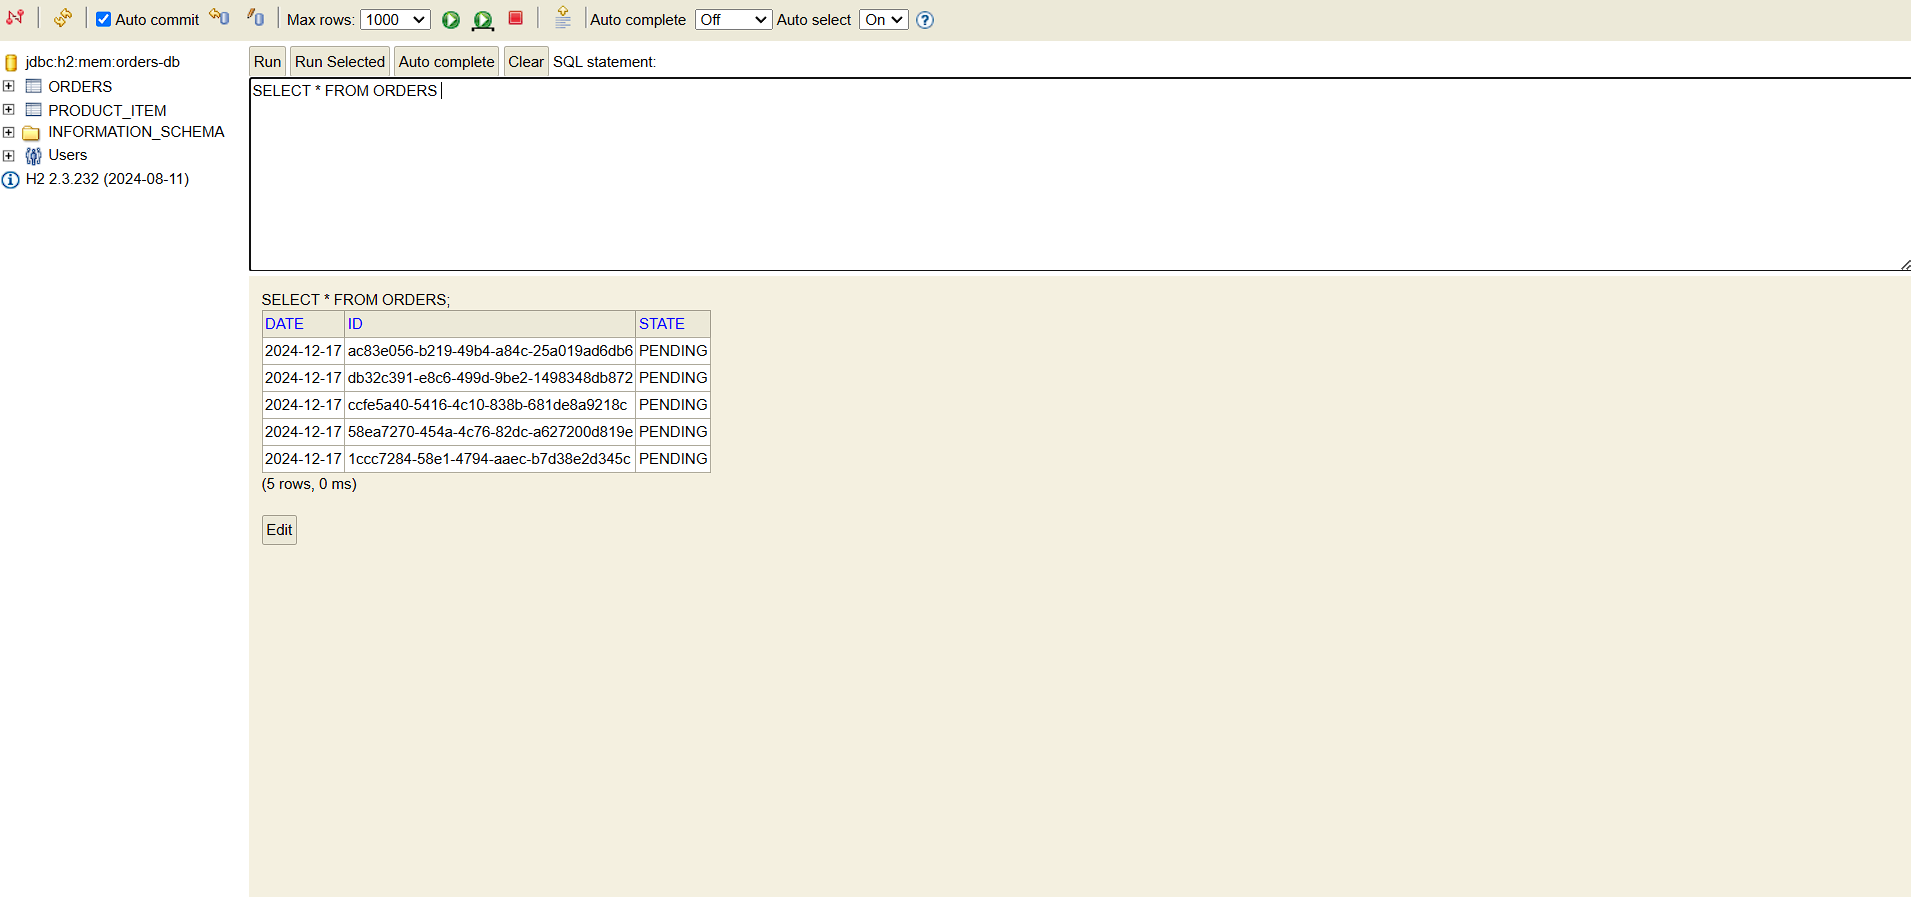 Auto commit Max rows: 1000 Auto complete Off Auto select On
jdbc:h2:mem:orders-db
ORDERS
PRODUCT_ITEM
INFORMATION_SCHEMA
Users
H2 2.3.232 (2024-08-11)
Run Run Selected Auto complete Clear SQL statement:
SELECT * FROM ORDERS
SELECT * FROM ORDERS;
DATE ID STATE
2024-12-17 ac83e056-b219-49b4-a84c-25a019ad6db6 PENDING
2024-12-17 db32c391-e8c6-499d-9be2-1498348db872 PENDING
2024-12-17 ccfe5a40-5416-4c10-838b-681de8a9218c PENDING
2024-12-17 58ea7270-454a-4c76-82dc-a627200d819e PENDING
2024-12-17 1ccc7284-58e1-4794-aaec-b7d38e2d345c PENDING
(5 rows, 0 ms)
Edit